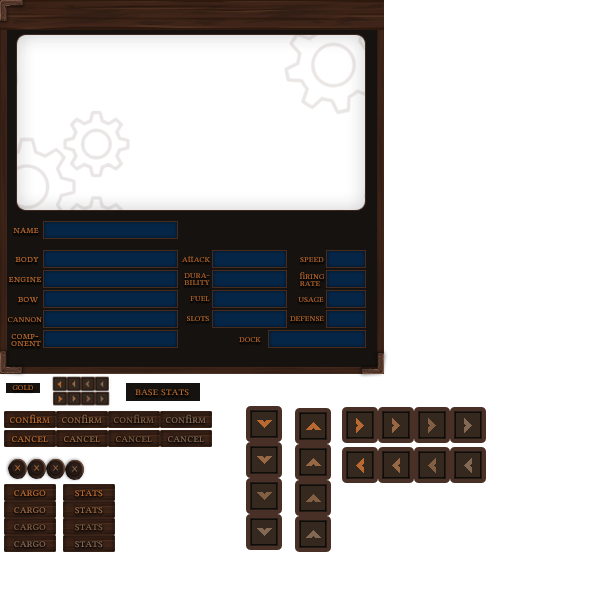 NAME
BODY ATTACK SPEED
ENGINE DURA-
BILITY FIRING
RATE
BOW FUEL USAGE
CANNON SLOTS DEFENSE
COMP-
ONENT DOCK
GOLD BASE STATS
CONFIRM CONFIRM CONFIRM CONFIRM
CANCEL CANCEL CANCEL CANCEL
CARGO STATS
CARGO STATS
CARGO STATS
CARGO STATS